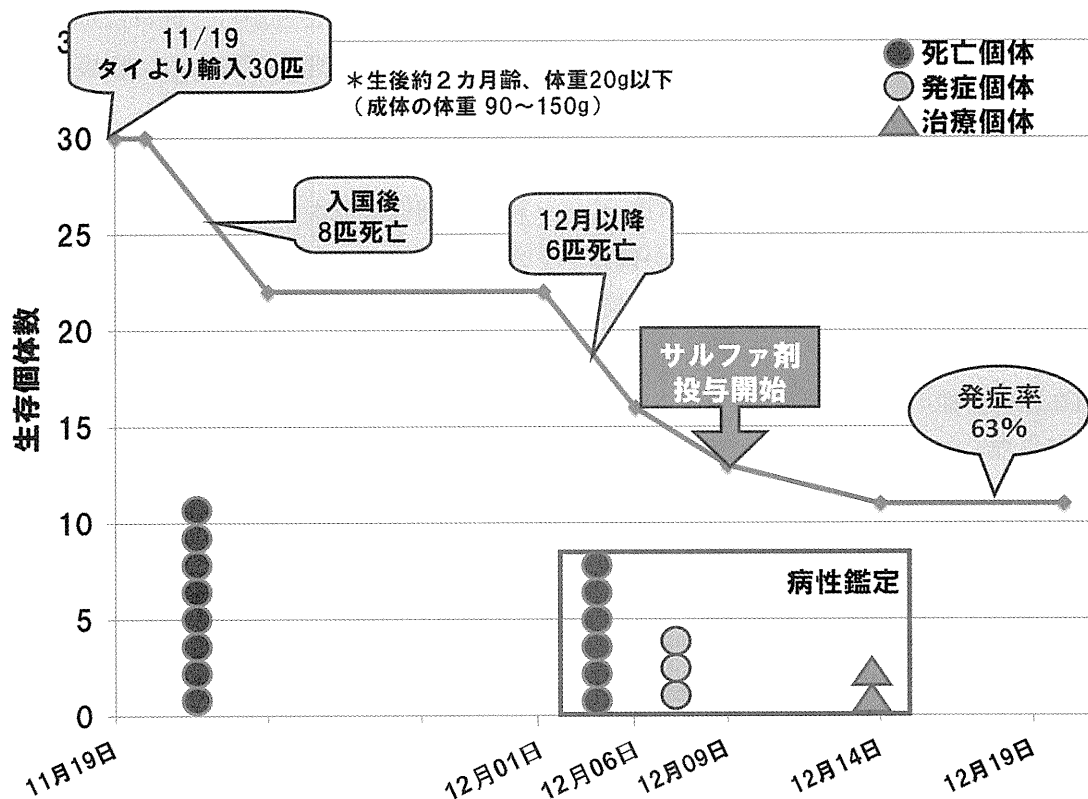 11/19
タイより輸入30匹
*生後約2カ月齢、体重20g以下
(成体の体重 90～150g)
死亡個体
発症個体
治療個体
入国後
8匹死亡
12月以降
6匹死亡
サルファ剤
投与開始
発症率
63%
病性鑑定
生存個体数
30
25
20
15
10
5
0
11月19日
12月01日
12月06日
12月09日
12月14日
12月19日